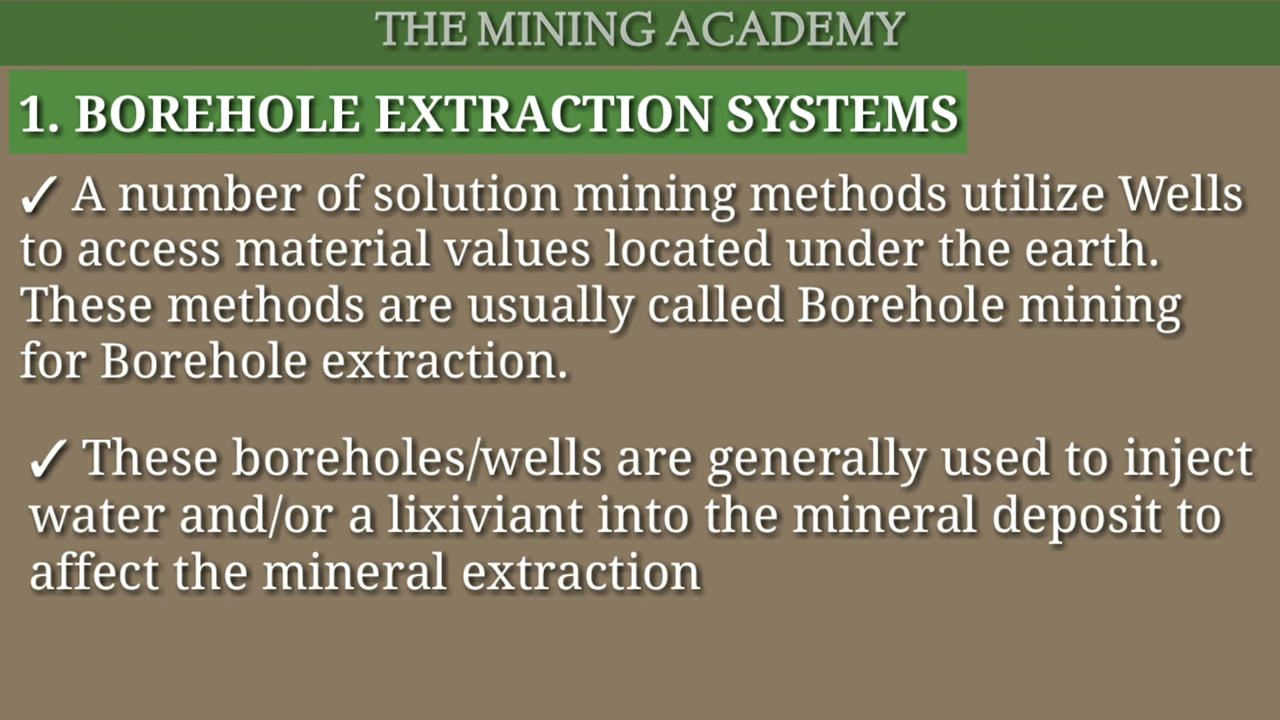 THE MINING ACADEMY
1. BOREHOLE EXTRACTION SYSTEMS
✓ A number of solution mining methods utilize Wells
to access material values located under the earth.
These methods are usually called Borehole mining
for Borehole extraction.
✓ These boreholes/wells are generally used to inject
water and/or a lixiviant into the mineral deposit to
affect the mineral extraction